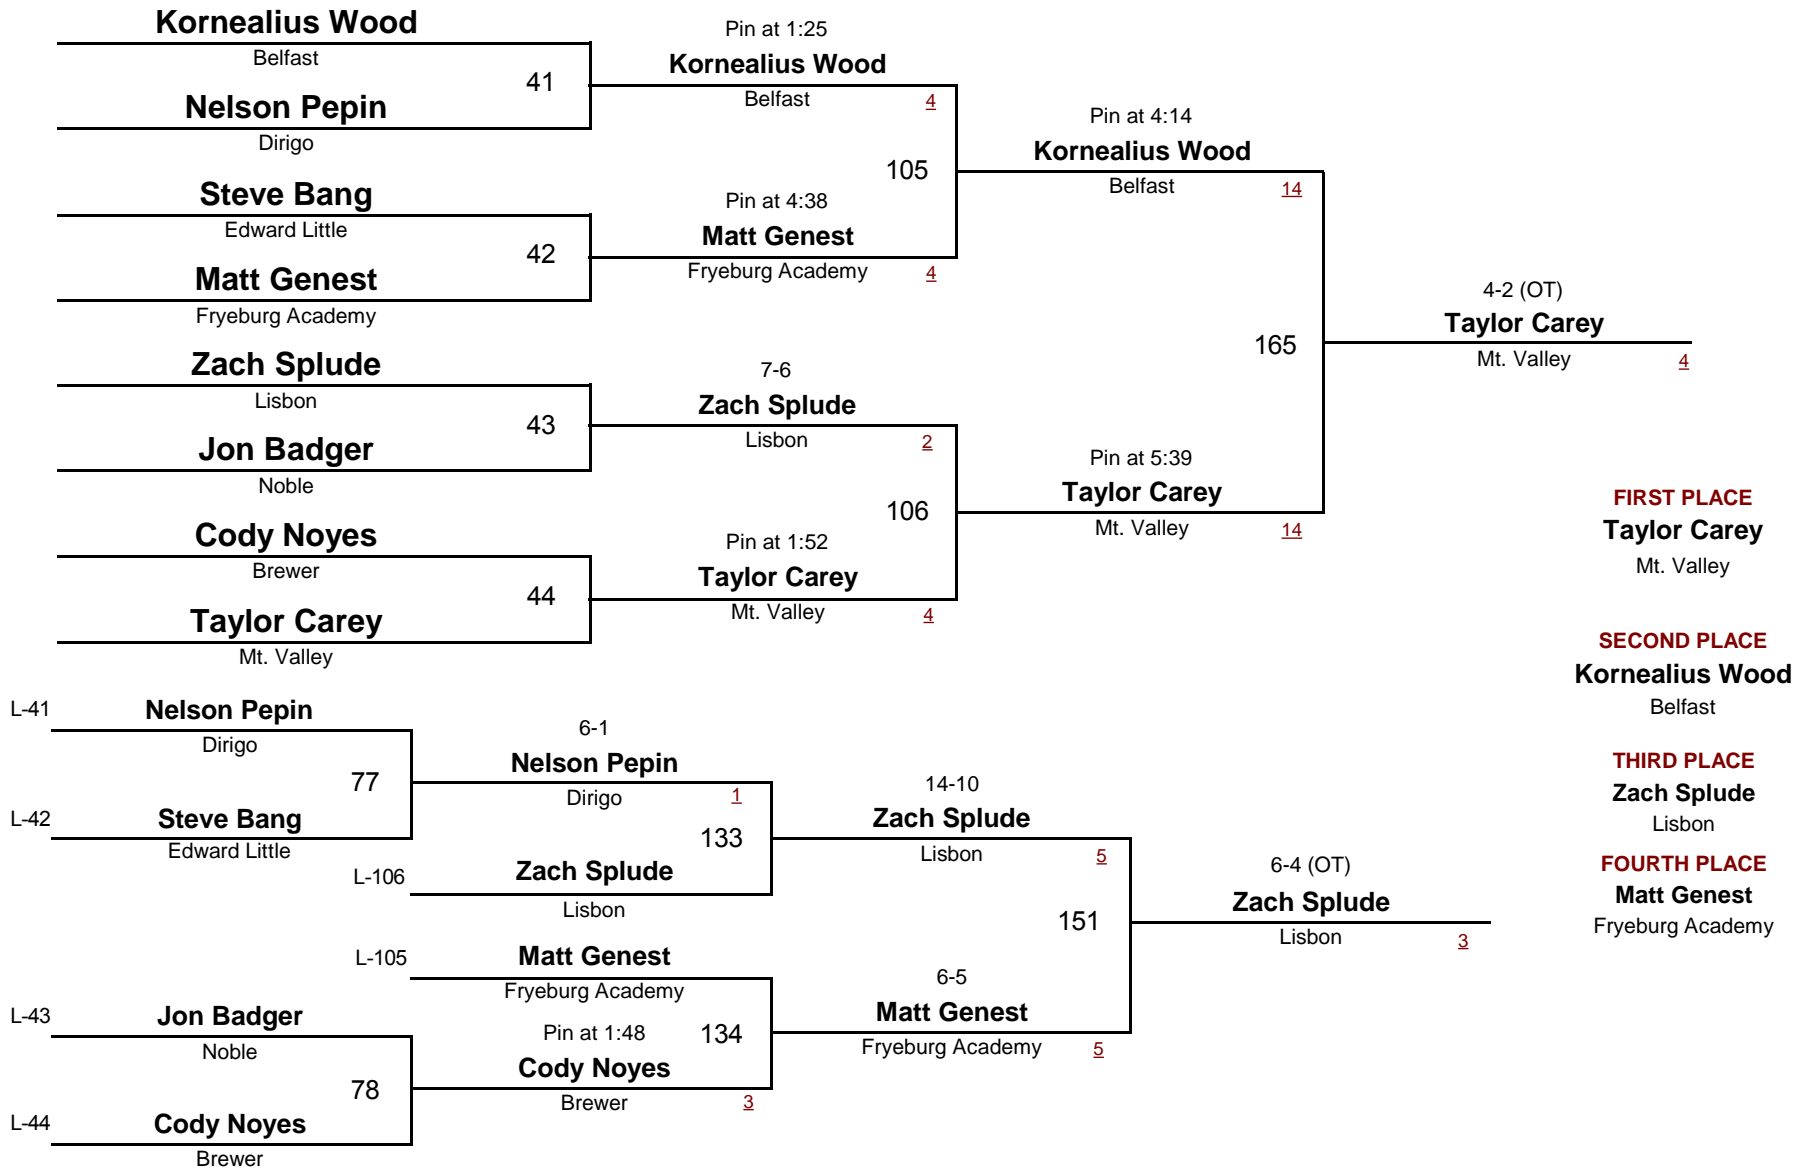 Kornealius Wood
Belfast
41
Nelson Pepin
Dirigo
Steve Bang
Edward Little
42
Matt Genest
Fryeburg Academy
Zach Splude
Lisbon
43
Jon Badger
Noble
Cody Noyes
Brewer
44
Taylor Carey
Mt. Valley
Pin at 1:25
Kornealius Wood
Belfast 4
105
Pin at 4:38
Matt Genest
Fryeburg Academy 4
7-6
Zach Splude
Lisbon 2
106
Pin at 1:52
Taylor Carey
Mt. Valley 4
Pin at 4:14
Kornealius Wood
Belfast 14
165
Pin at 5:39
Taylor Carey
Mt. Valley 14
4-2 (OT)
Taylor Carey
Mt. Valley 4
FIRST PLACE
Taylor Carey
Mt. Valley
SECOND PLACE
Kornealius Wood
Belfast
THIRD PLACE
Zach Splude
Lisbon
FOURTH PLACE
Matt Genest
Fryeburg Academy
L-41 Nelson Pepin
Dirigo
77
L-42 Steve Bang
Edward Little
6-1
Nelson Pepin
Dirigo 1
133
L-106 Zach Splude
Lisbon
L-105 Matt Genest
Fryeburg Academy
134
Pin at 1:48
Cody Noyes
Brewer 3
L-43 Jon Badger
Noble
78
L-44 Cody Noyes
Brewer
14-10
Zach Splude
Lisbon 5
151
6-5
Matt Genest
Fryeburg Academy 5
6-4 (OT)
Zach Splude
Lisbon 3